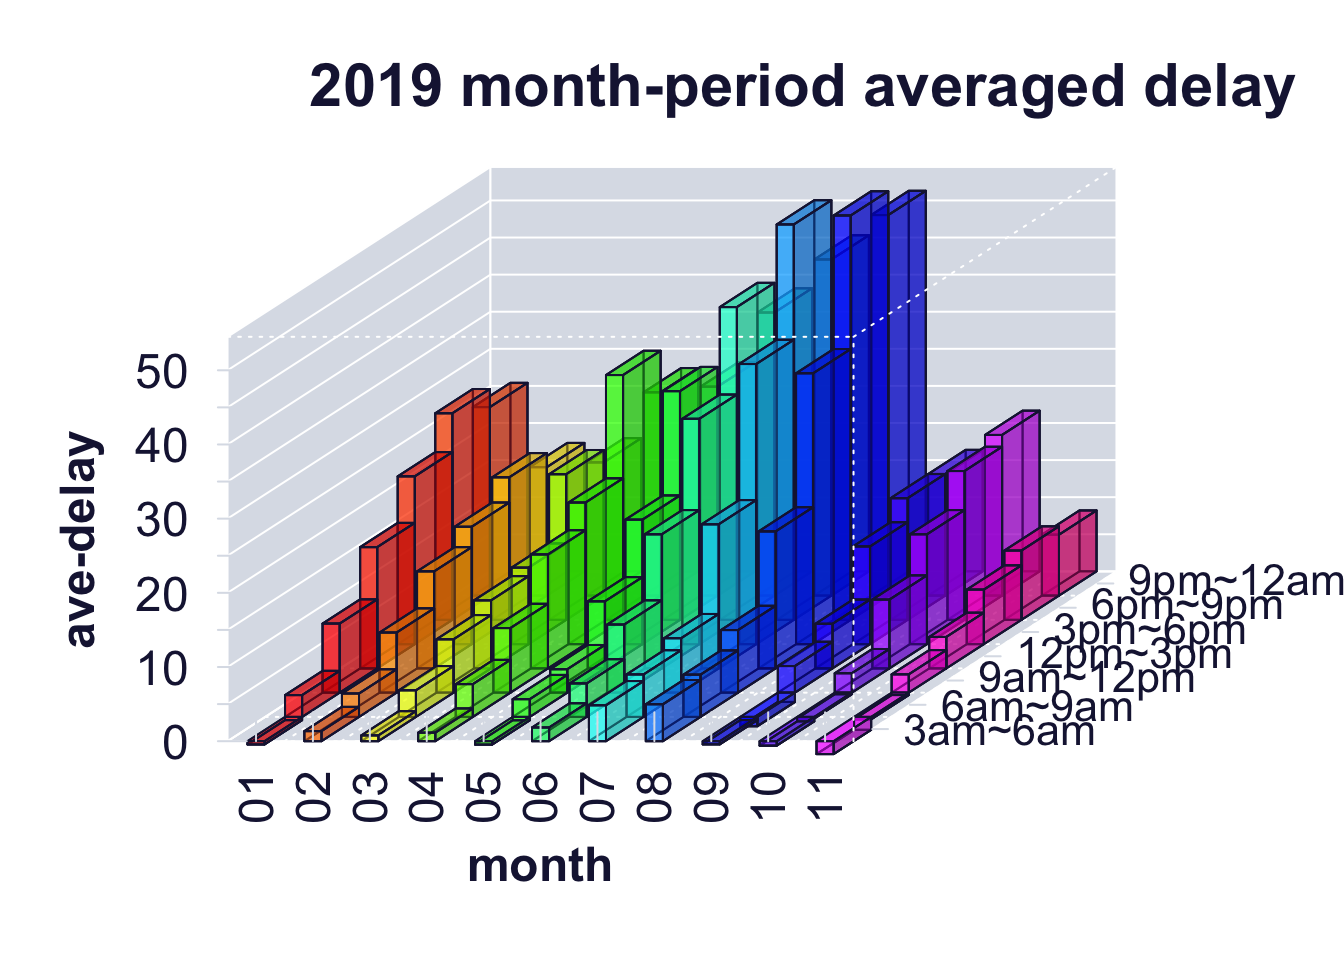 2019 month-period averaged delay
50
40
30
20
10
0
ave-delay
9pm~12am
6pm~9pm
3pm~6pm
12pm~3pm
9am~12pm
6am~9am
3am~6am
01 02 03 04 05 06 07 08 09 10 11
month